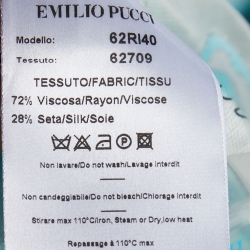 EMILIO PUCCI
Modello: 62RI40
Tessuto: 62709
TESSUTO/FABRIC/TISSU
72% Viscosa/Rayon/Viscose
28% Seta/Silk/Soie
Non lavare/Do not wash/Lavage interdit
Non candeggiabile/Do not bleach/Chlorage interdit
Stirare max 110°C/Iron, Steam or Dry, low heat
Repassage à 110°C max